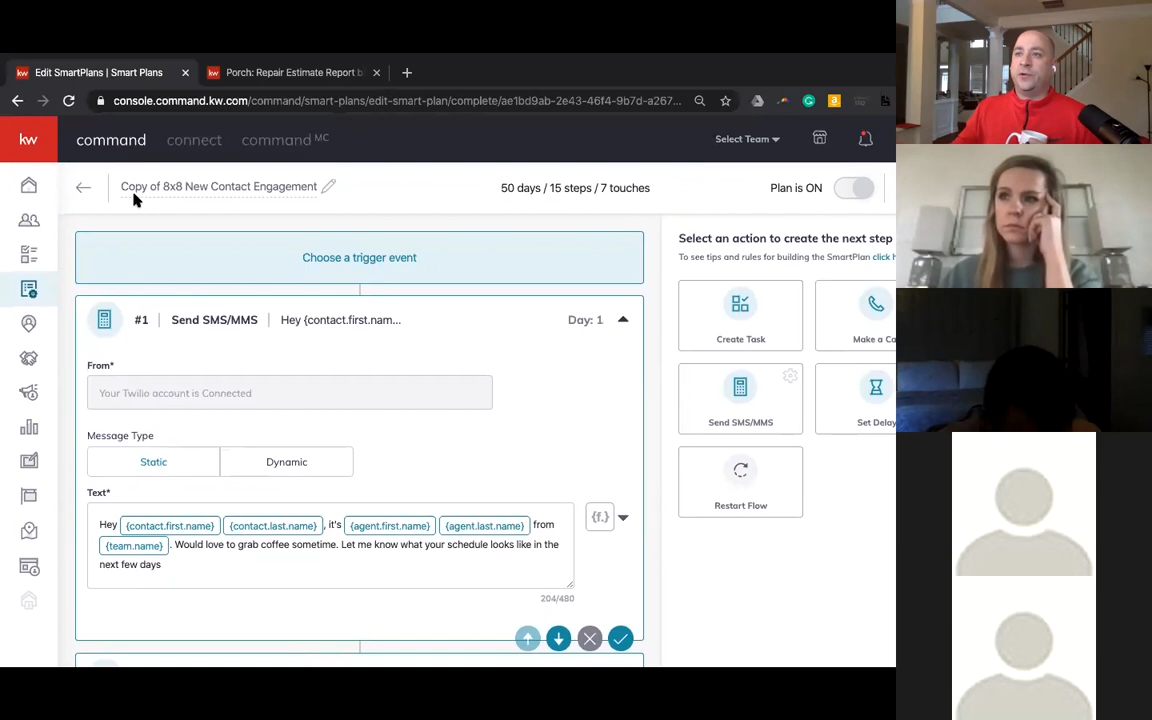 kw Edit SmartPlans | Smart Plans
kw Porch: Repair Estimate Report b
console.command.kw.com/command/smart-plans/edit-smart-plan/complete/ae1bd9ab-2e43-46f4-9b7d-a267...
kw command connect command MC Select Team
Copy of 8x8 New Contact Engagement 50 days / 15 steps / 7 touches Plan is ON
Choose a trigger event
Select an action to create the next step
To see tips and rules for building the SmartPlan click h
#1 Send SMS/MMS Hey {contact.first.nam... Day: 1
Create Task Make a Ca
From*
Your Twilio account is Connected
Send SMS/MMS Set Delay
Message Type
Static Dynamic
Text*
Restart Flow
Hey {contact.first.name} {contact.last.name}, it's {agent.first.name} {agent.last.name} from
{team.name}. Would love to grab coffee sometime. Let me know what your schedule looks like in the
next few days
{f.}
204/480